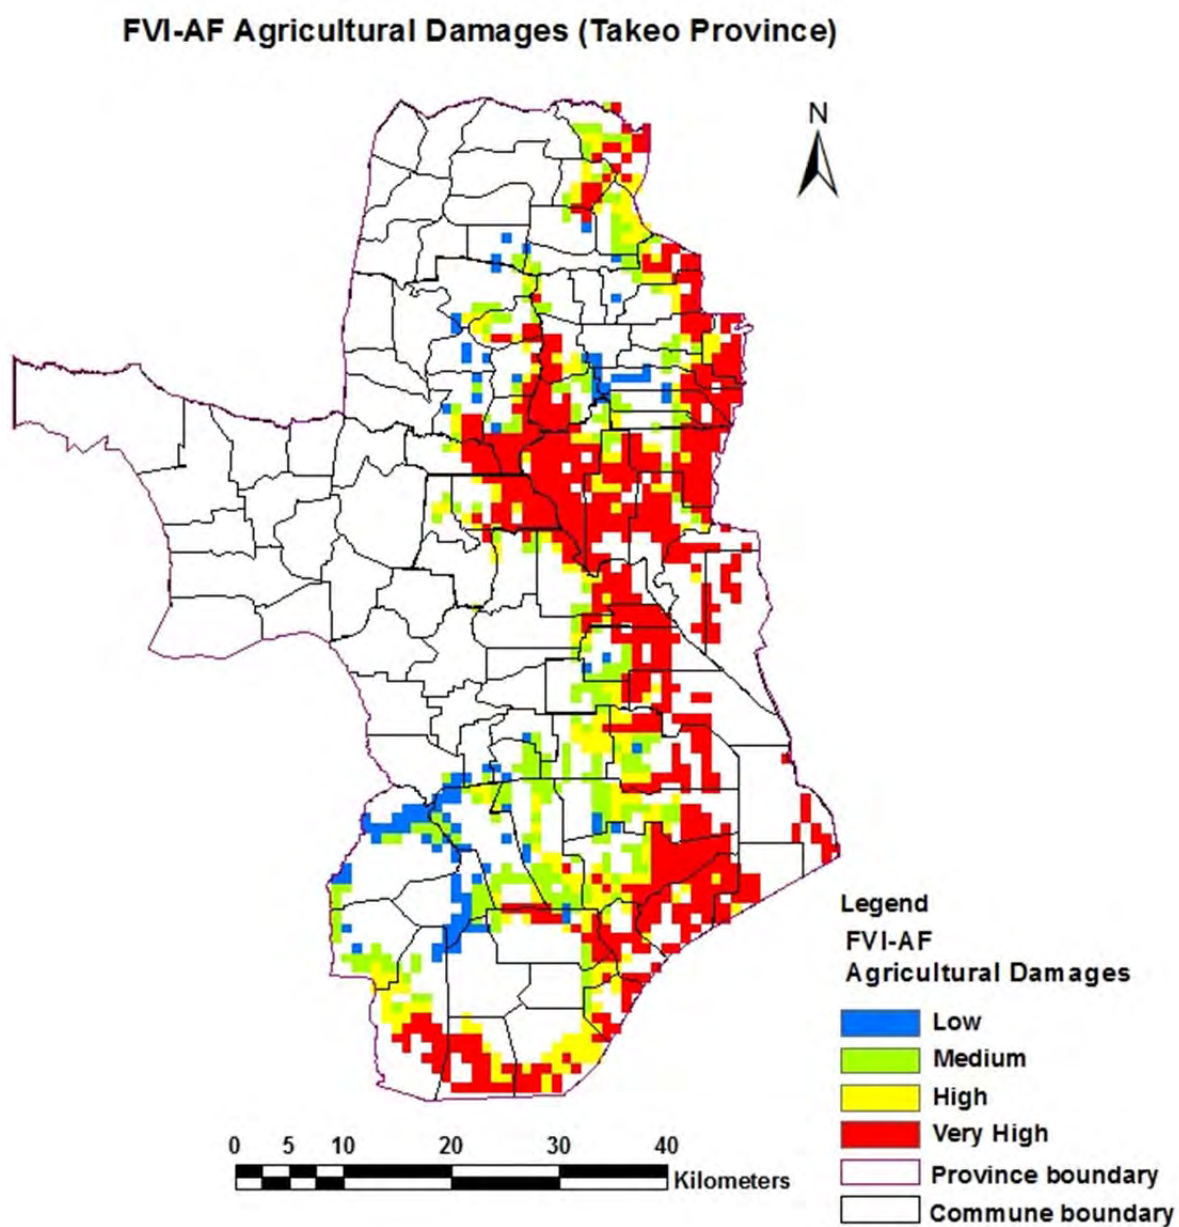 FVI-AF Agricultural Damages (Takeo Province)
N
Legend
FVI-AF
Agricultural Damages
Low
Medium
High
Very High
Province boundary
Commune boundary
0 5 10 20 30 40
Kilometers